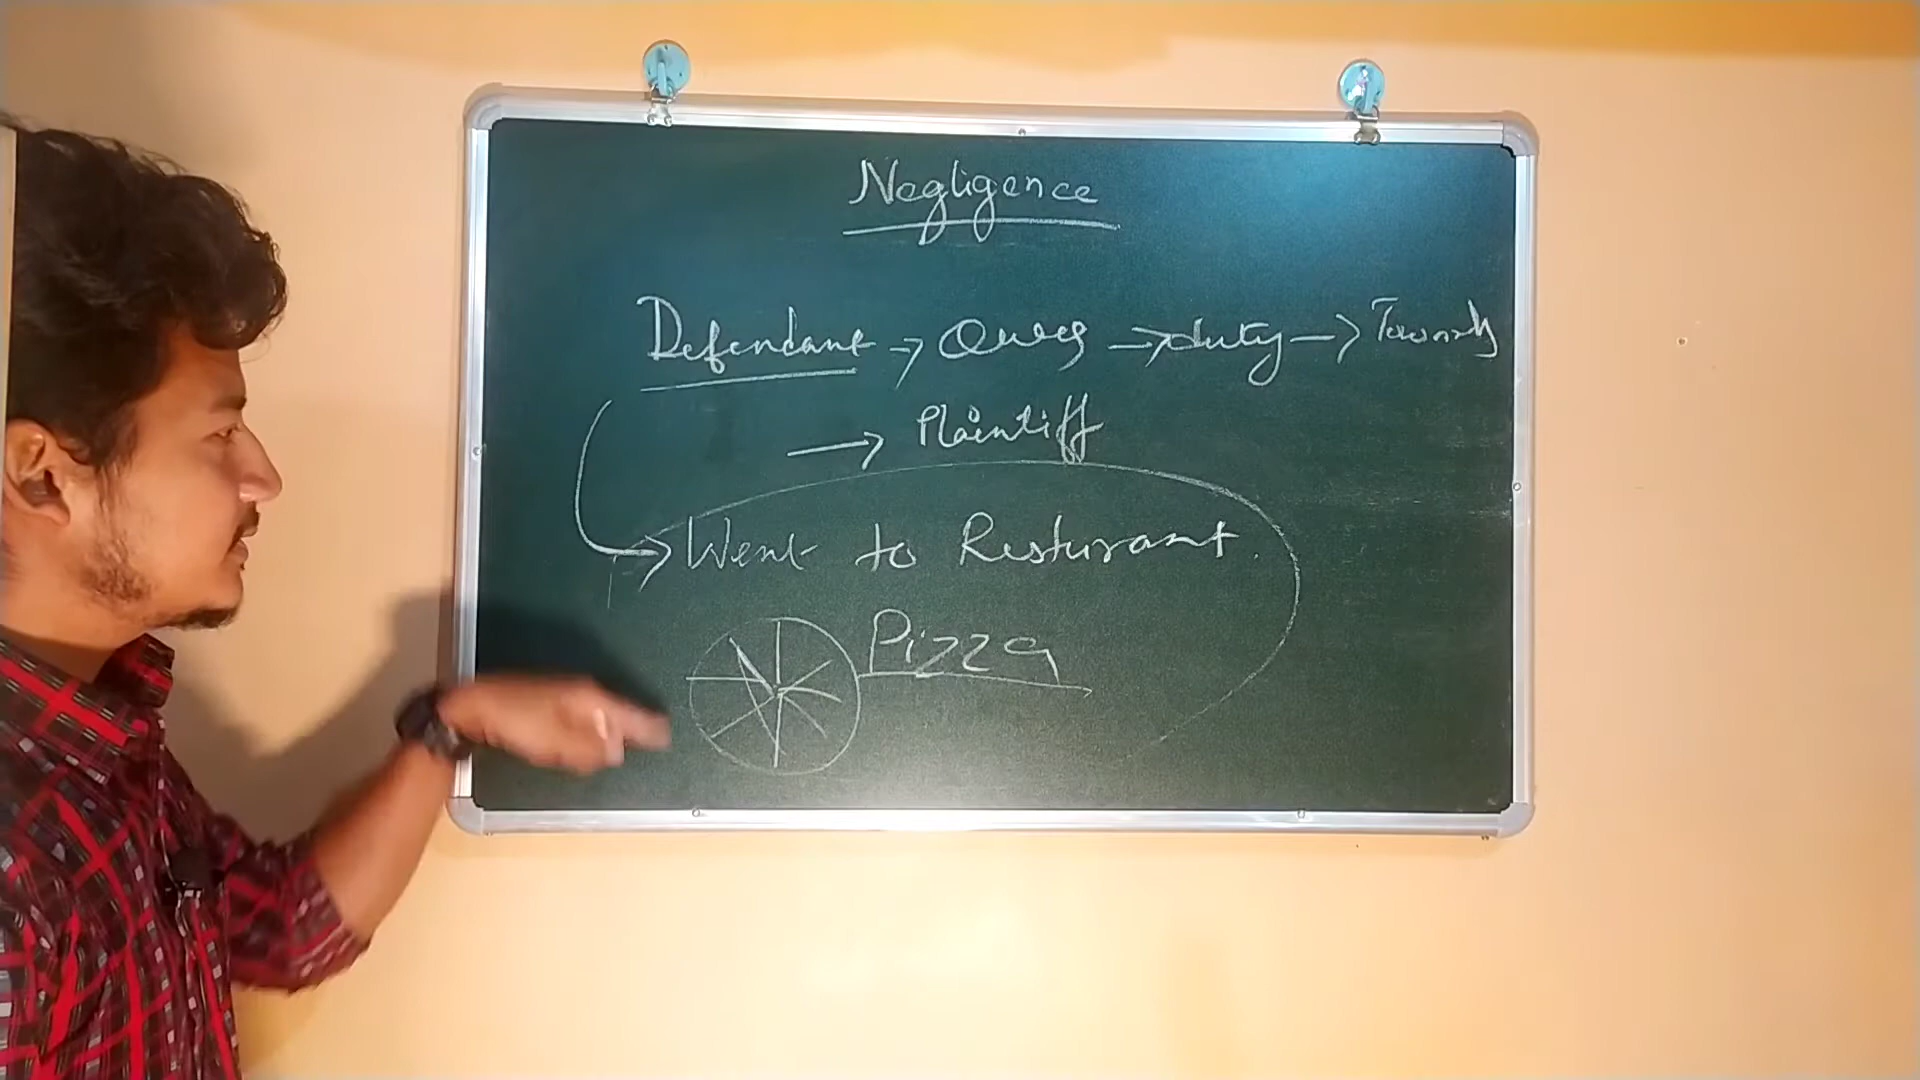 Negligence
Defendant → Owes → duty → Towards
→ Plaintiff
→ Went to Resturant.
Pizza